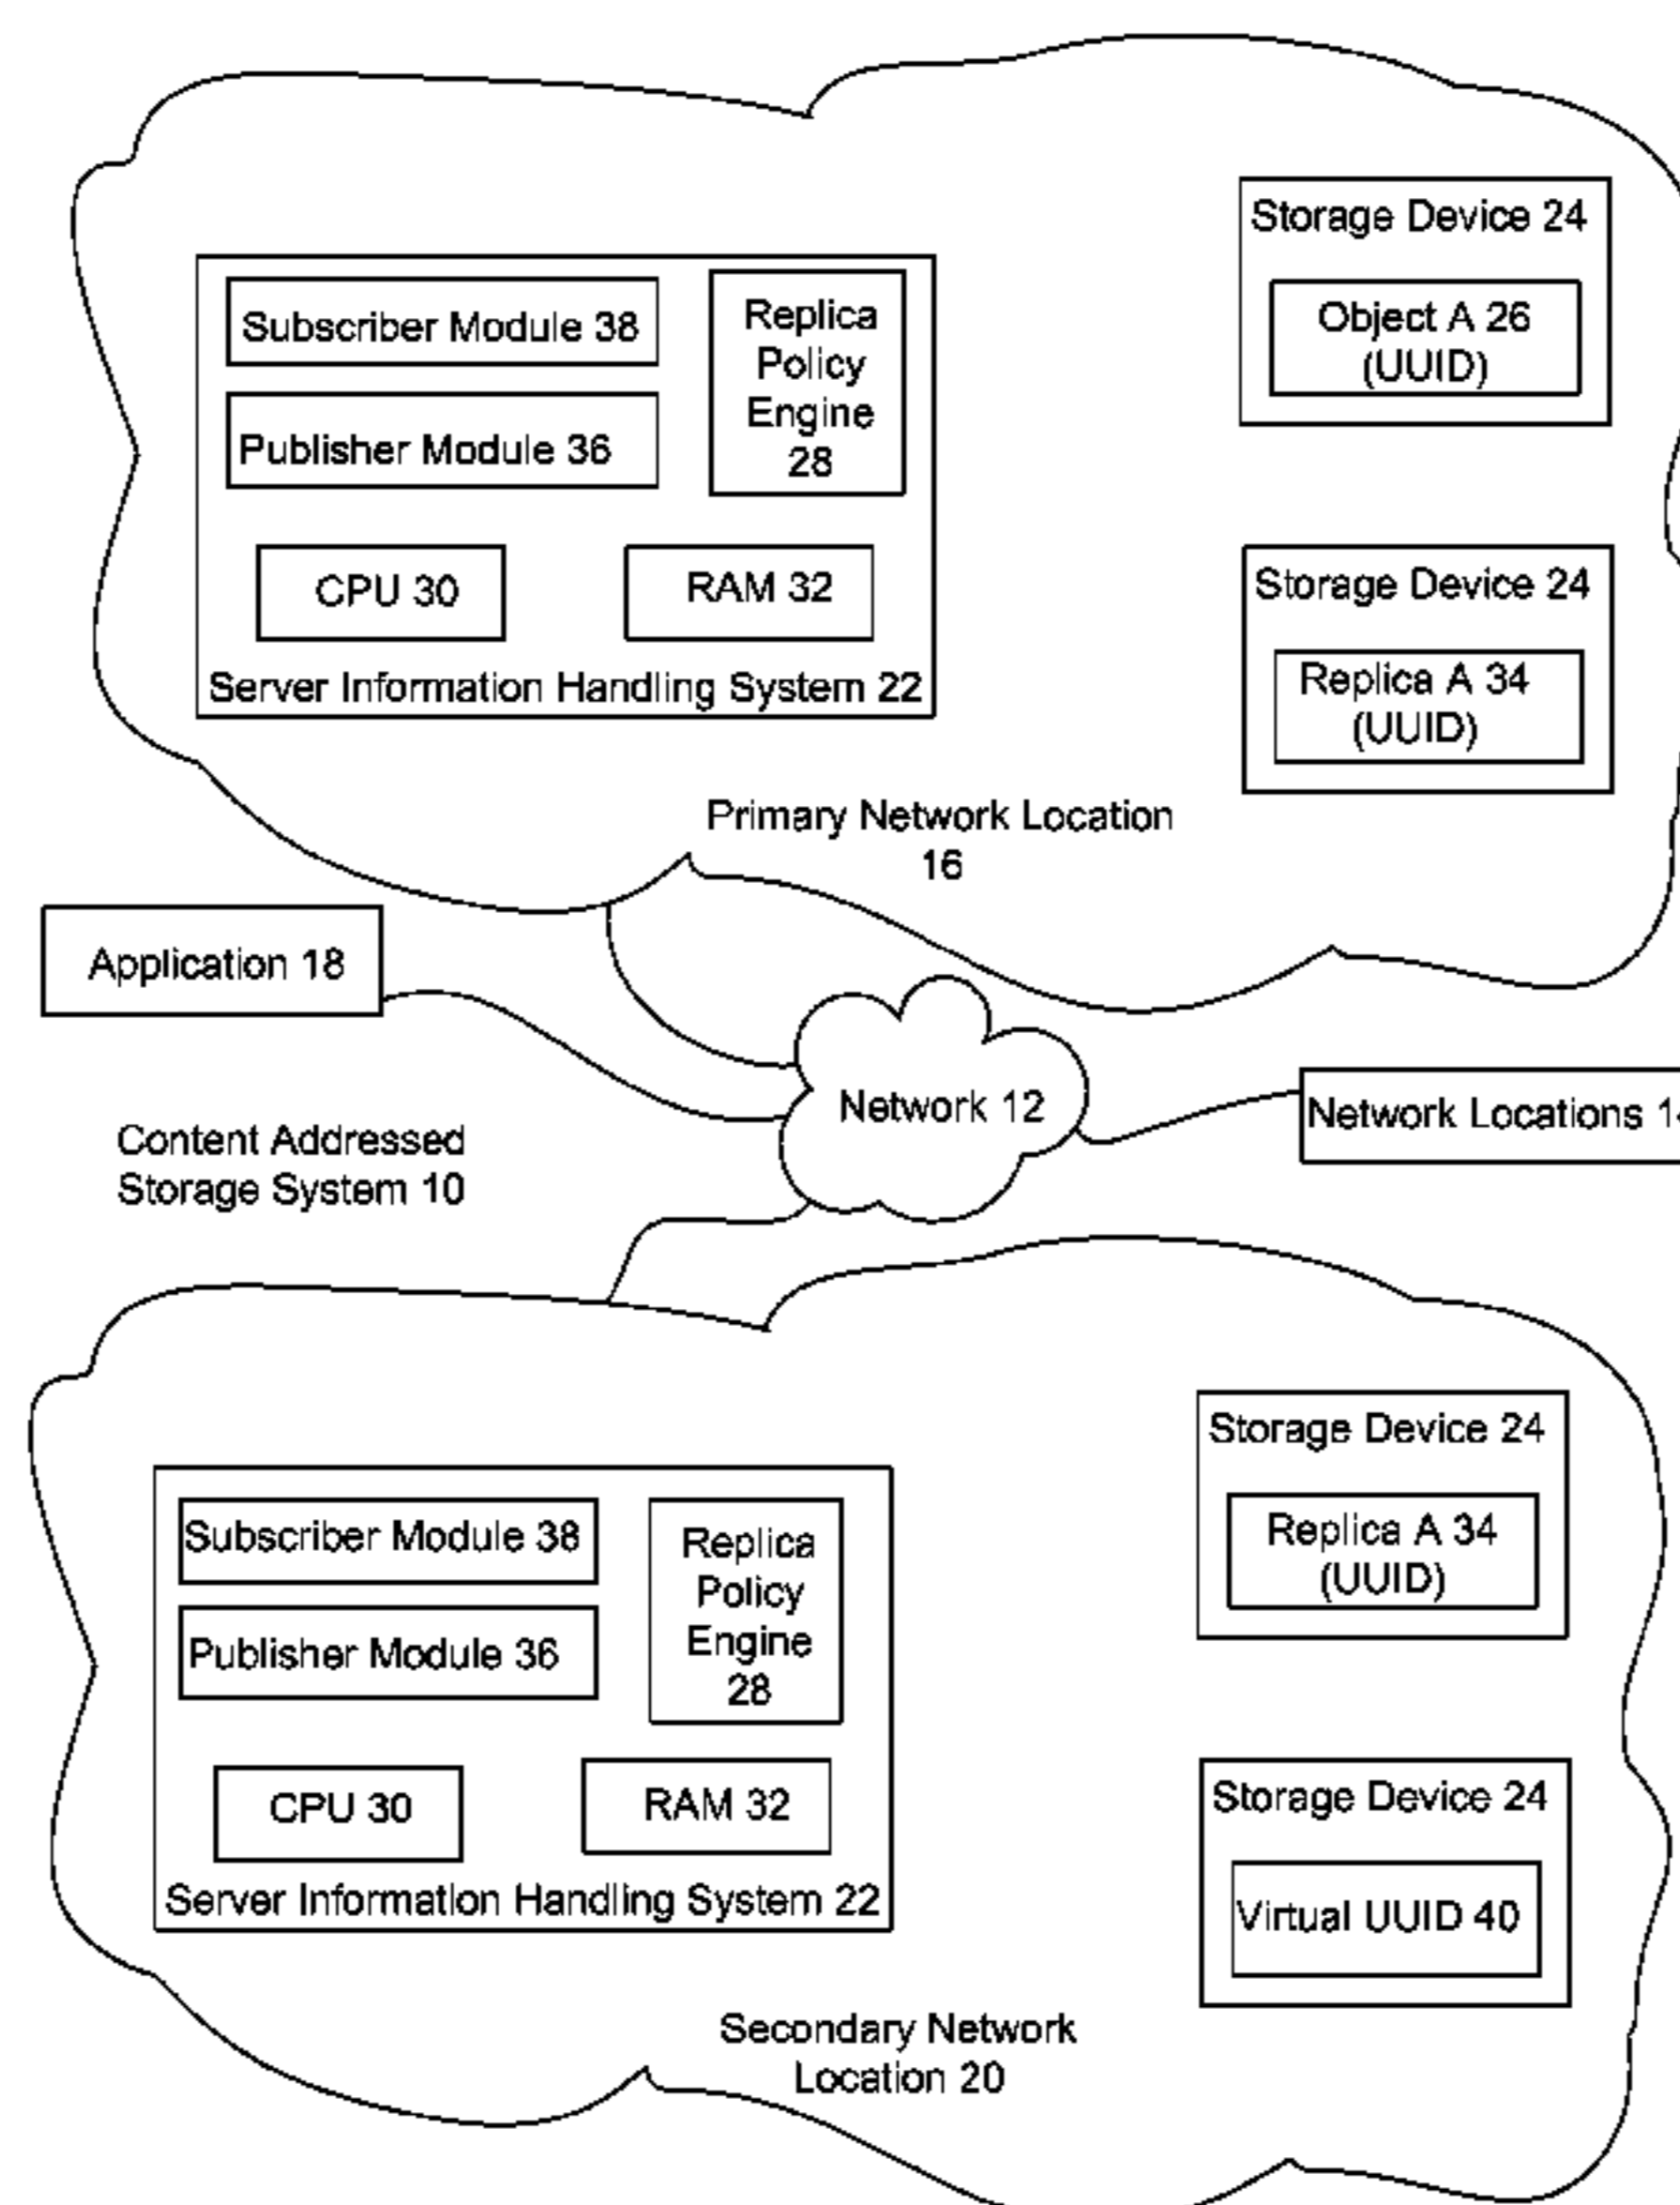 Storage Device 24
Object A 26
(UUID)
Subscriber Module 38
Publisher Module 36
Replica
Policy
Engine
28
CPU 30
RAM 32
Server Information Handling System 22
Storage Device 24
Replica A 34
(UUID)
Primary Network Location
16
Application 18
Network 12
Network Locations
Content Addressed
Storage System 10
Storage Device 24
Replica A 34
(UUID)
Subscriber Module 38
Publisher Module 36
Replica
Policy
Engine
28
CPU 30
RAM 32
Server Information Handling System 22
Storage Device 24
Virtual UUID 40
Secondary Network
Location 20